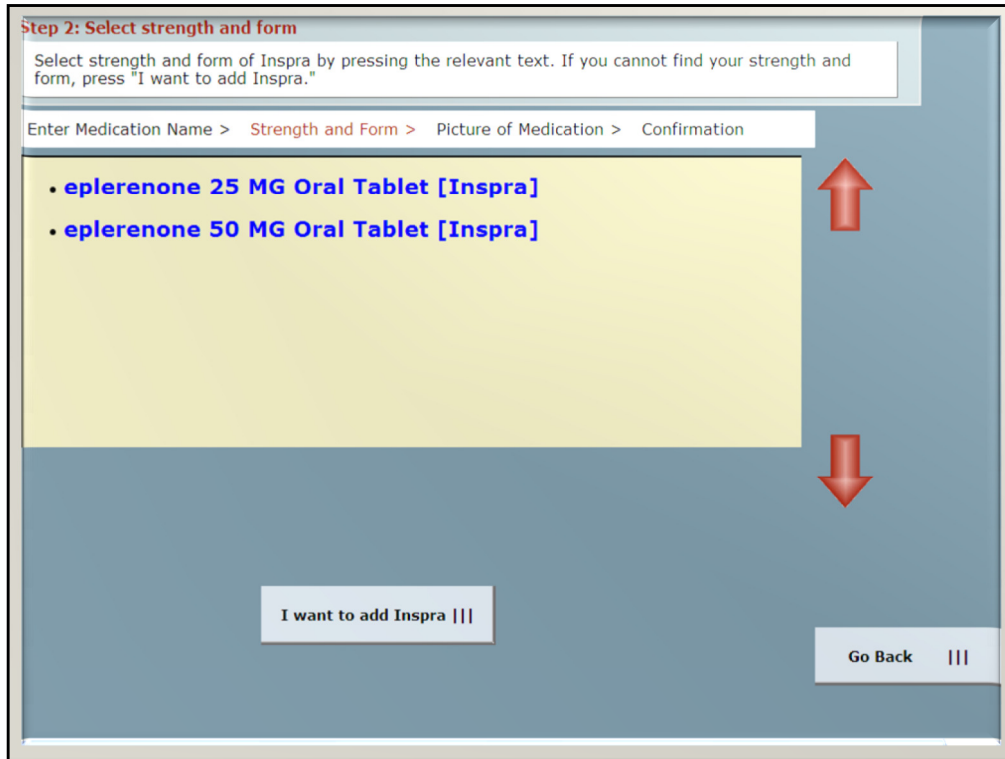 Step 2: Select strength and form
Select strength and form of Inspra by pressing the relevant text. If you cannot find your strength and
form, press "I want to add Inspra."
Enter Medication Name > Strength and Form > Picture of Medication > Confirmation
• eplerenone 25 MG Oral Tablet [Inspra]
• eplerenone 50 MG Oral Tablet [Inspra]
I want to add Inspra |||
Go Back |||